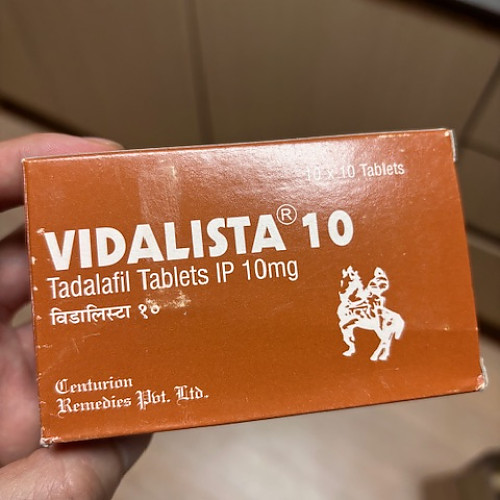 10 x 10 Tablets
VIDALISTA® 10
Tadalafil Tablets IP 10mg
विडालिस्टा १०
Centurion
Remedies Pvt. Ltd.